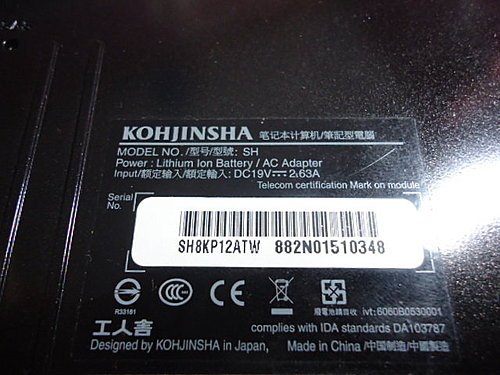 KOHJINSHA 笔记本计算机/筆記型電腦
MODEL NO. /型号/型號: SH
Power : Lithium Ion Battery / AC Adapter
Input/额定输入/額定輸入: DC19V⎓ 2.63A
Telecom certification Mark on module
Serial No.
SH8KP12ATW 882N01510348
R33181
CCC CE
廢電池請回收 ivt: 6060B0530001
工人舎 complies with IDA standards DA103787
Designed by KOHJINSHA in Japan, Made in China /中国制造/中國製造